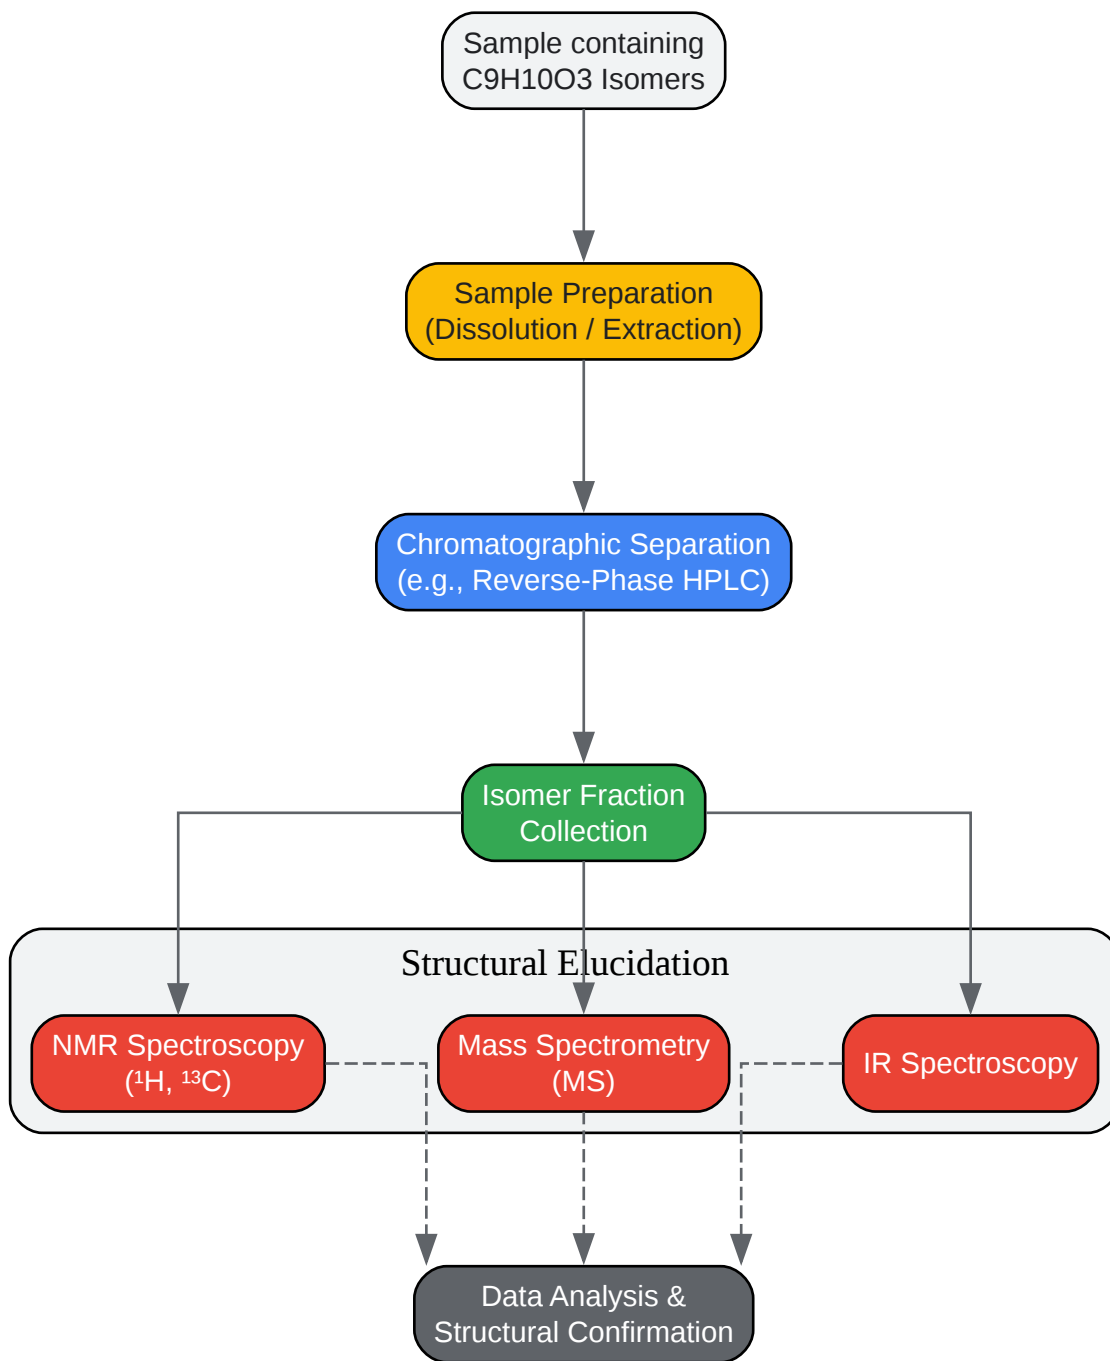 Sample containing
C9H10O3 Isomers
Sample Preparation
(Dissolution / Extraction)
Chromatographic Separation
(e.g., Reverse-Phase HPLC)
Isomer Fraction
Collection
Structural Elucidation
NMR Spectroscopy
(¹H, ¹³C)
Mass Spectrometry
(MS)
IR Spectroscopy
Data Analysis &
Structural Confirmation